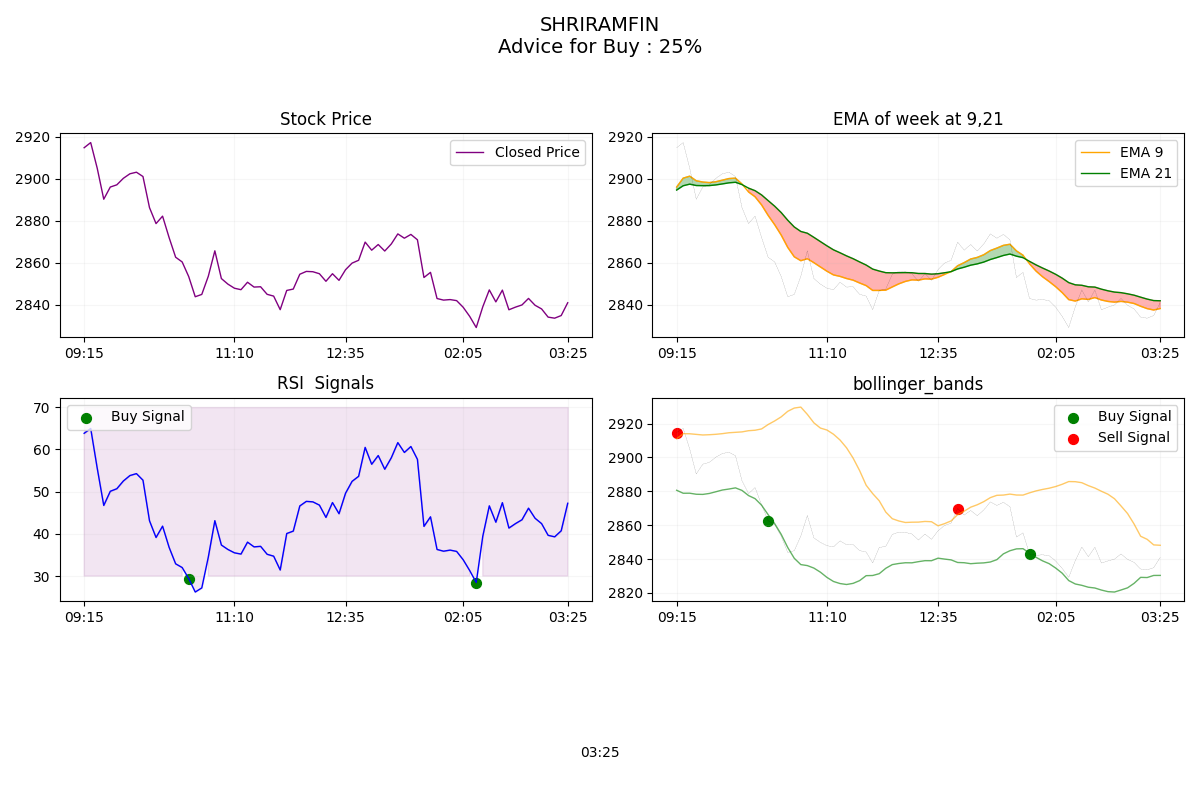 SHRIRAMFIN
Advice for Buy : 25%
Stock Price
2920
2900
2880
2860
2840
Closed Price
09:15 11:10 12:35 02:05 03:25
EMA of week at 9,21
2920
2900
2880
2860
2840
EMA 9
EMA 21
09:15 11:10 12:35 02:05 03:25
RSI  Signals
70
60
50
40
30
Buy Signal
09:15 11:10 12:35 02:05 03:25
bollinger_bands
2920
2900
2880
2860
2840
2820
Buy Signal
Sell Signal
09:15 11:10 12:35 02:05 03:25
03:25